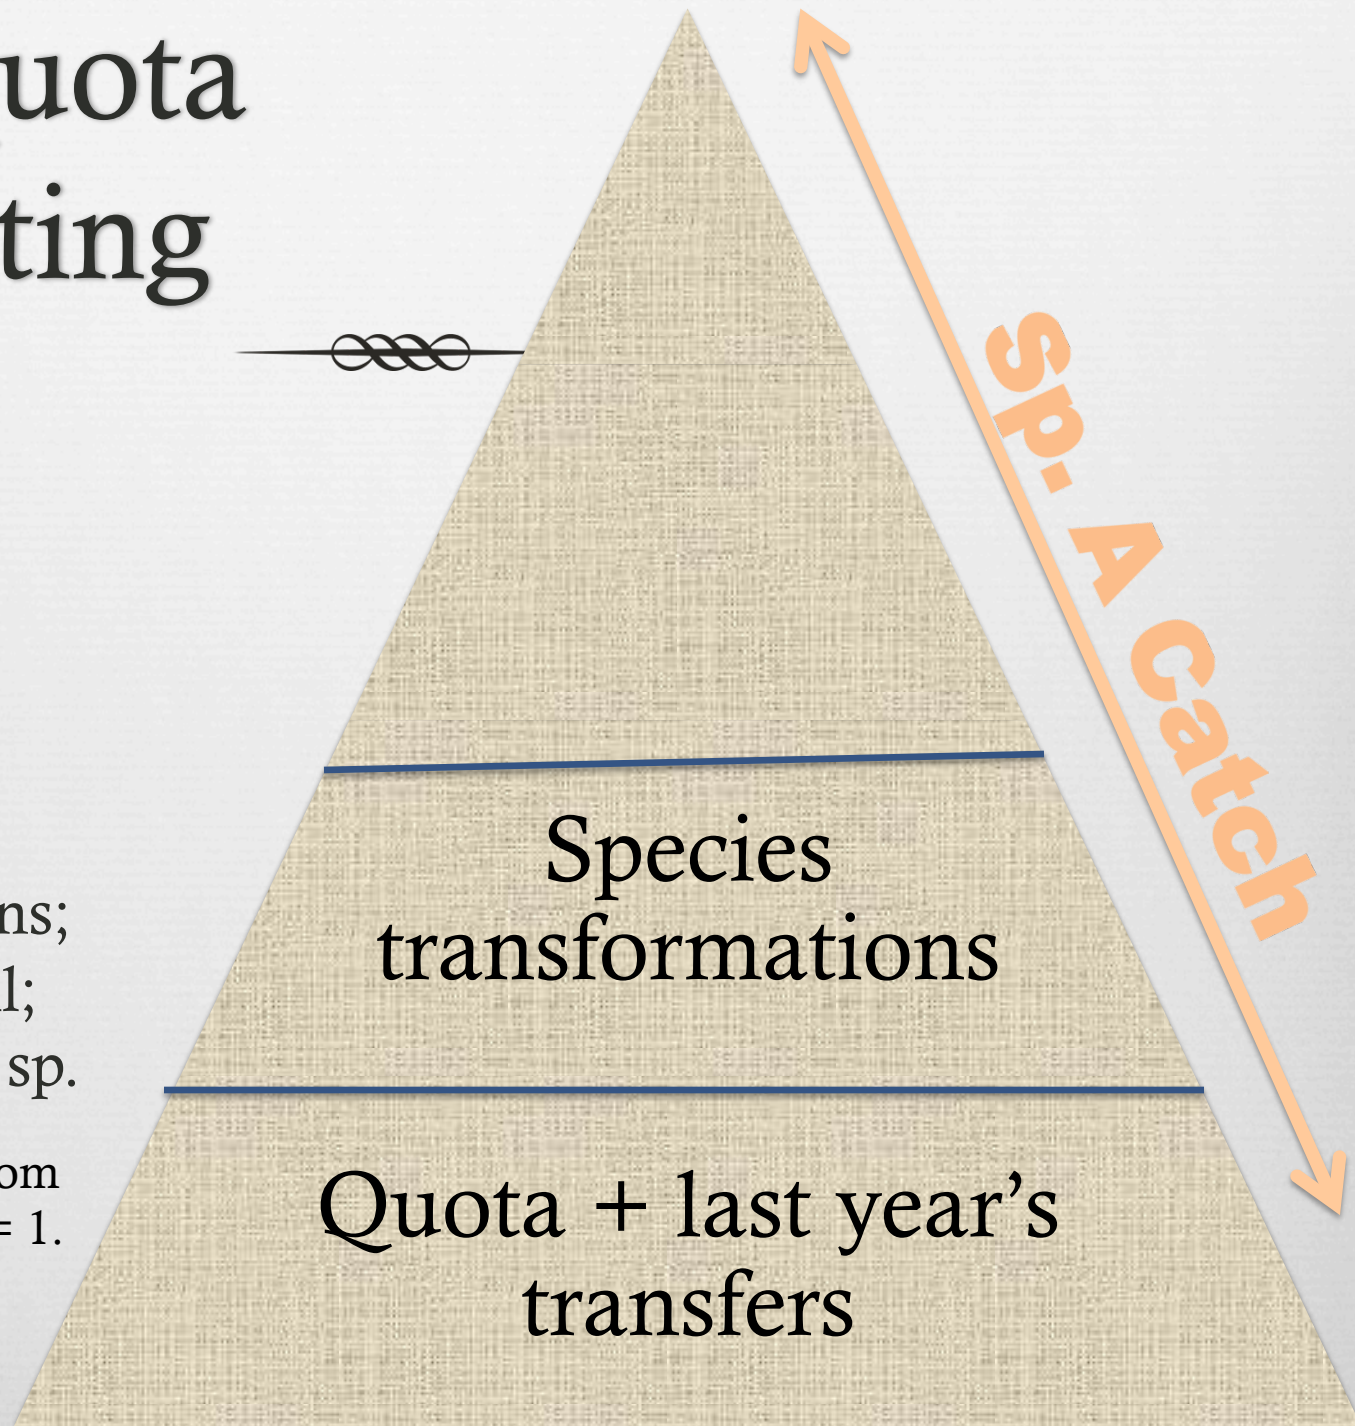 uota
ting
Sp. A Catch
Species
transformations
ns;
l;
sp.
om
= 1.
Quota + last year’s
transfers